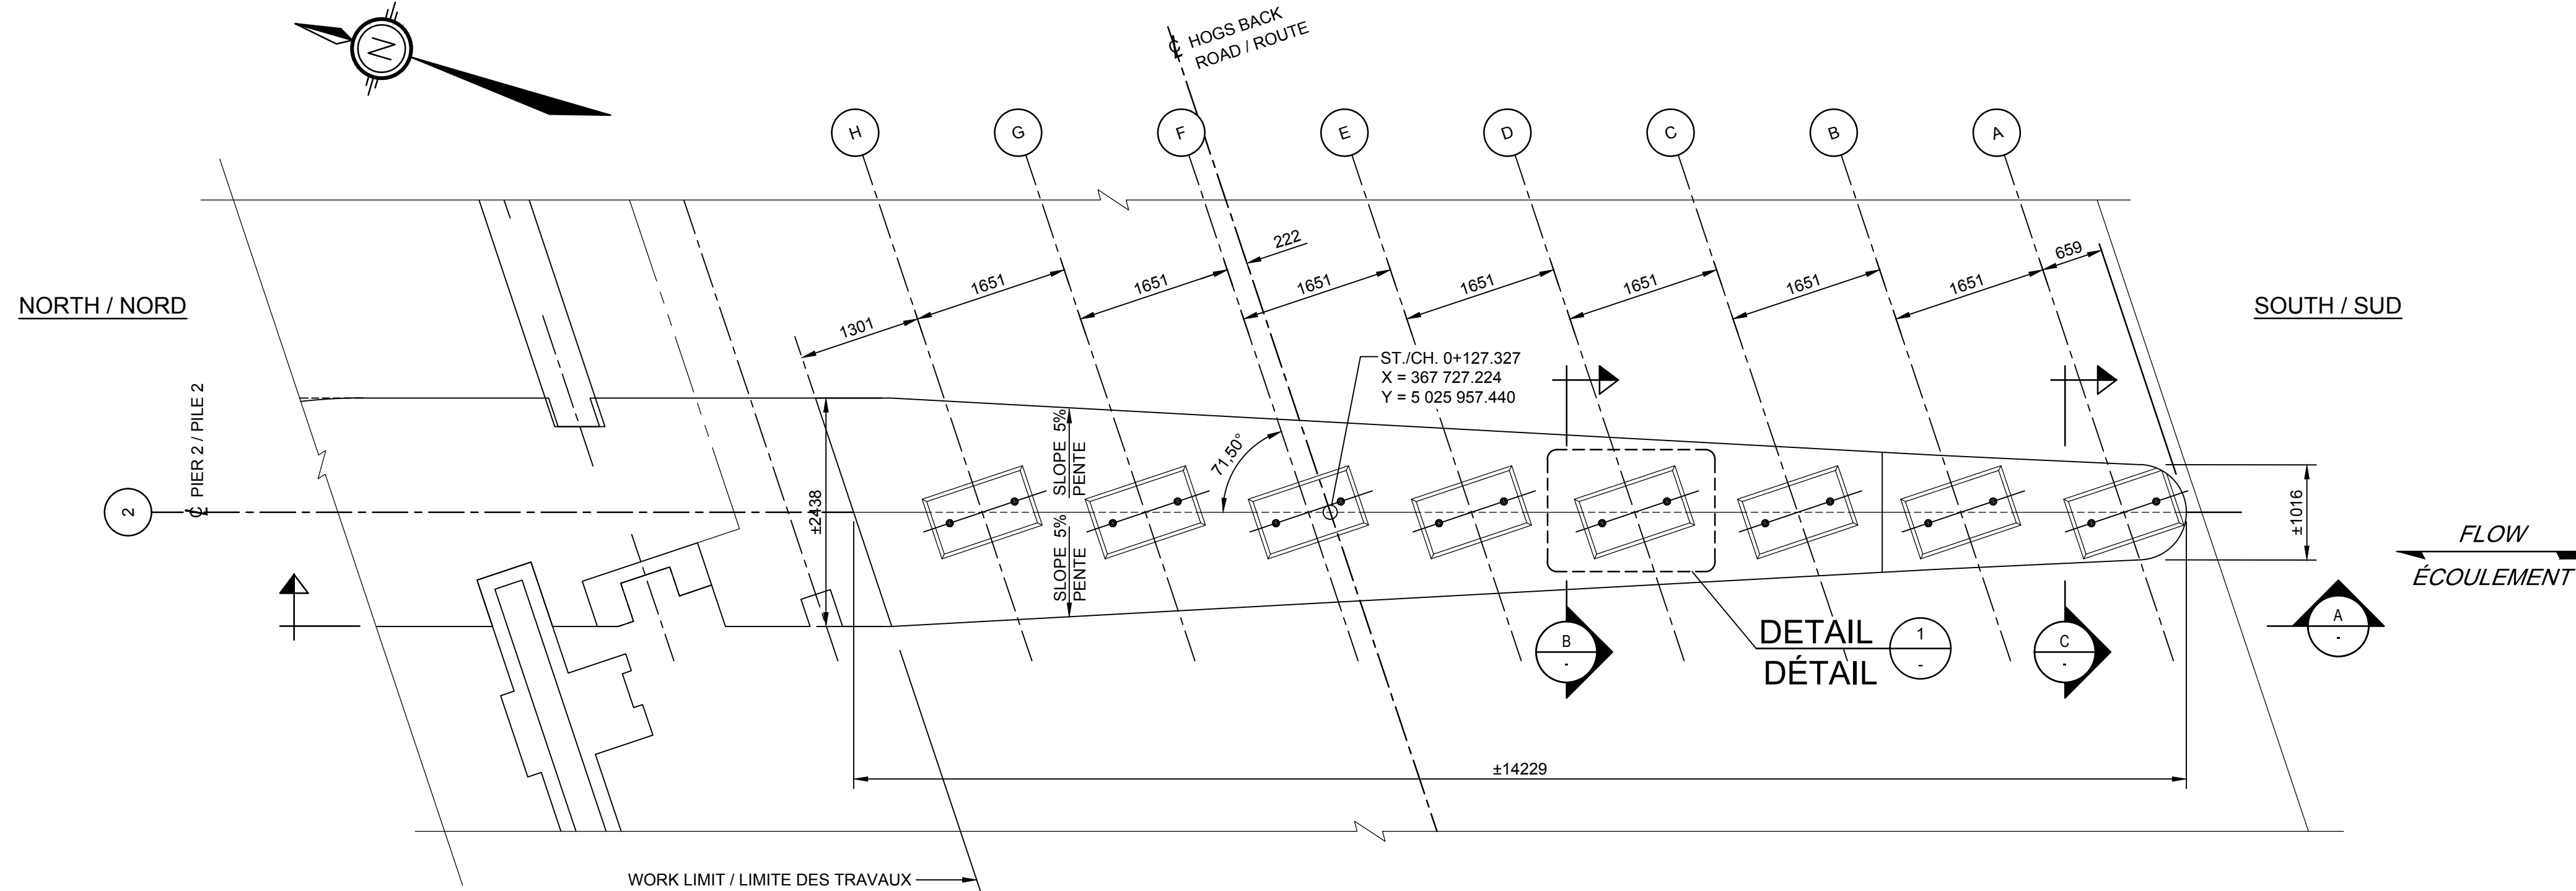 N
℄ HOGS BACK
ROAD / ROUTE
H
G
F
E
D
C
B
A
222
659
1651
1651
1651
1651
1651
1651
1651
1301
NORTH / NORD
SOUTH / SUD
ST./CH. 0+127.327
X = 367 727.224
Y = 5 025 957.440
℄ PIER 2 / PILE 2
2
71,50°
SLOPE 5%
PENTE
SLOPE 5%
PENTE
±2438
±1016
FLOW
ÉCOULEMENT
DETAIL
DÉTAIL
1
-
B
-
C
-
A
-
±14229
WORK LIMIT / LIMITE DES TRAVAUX